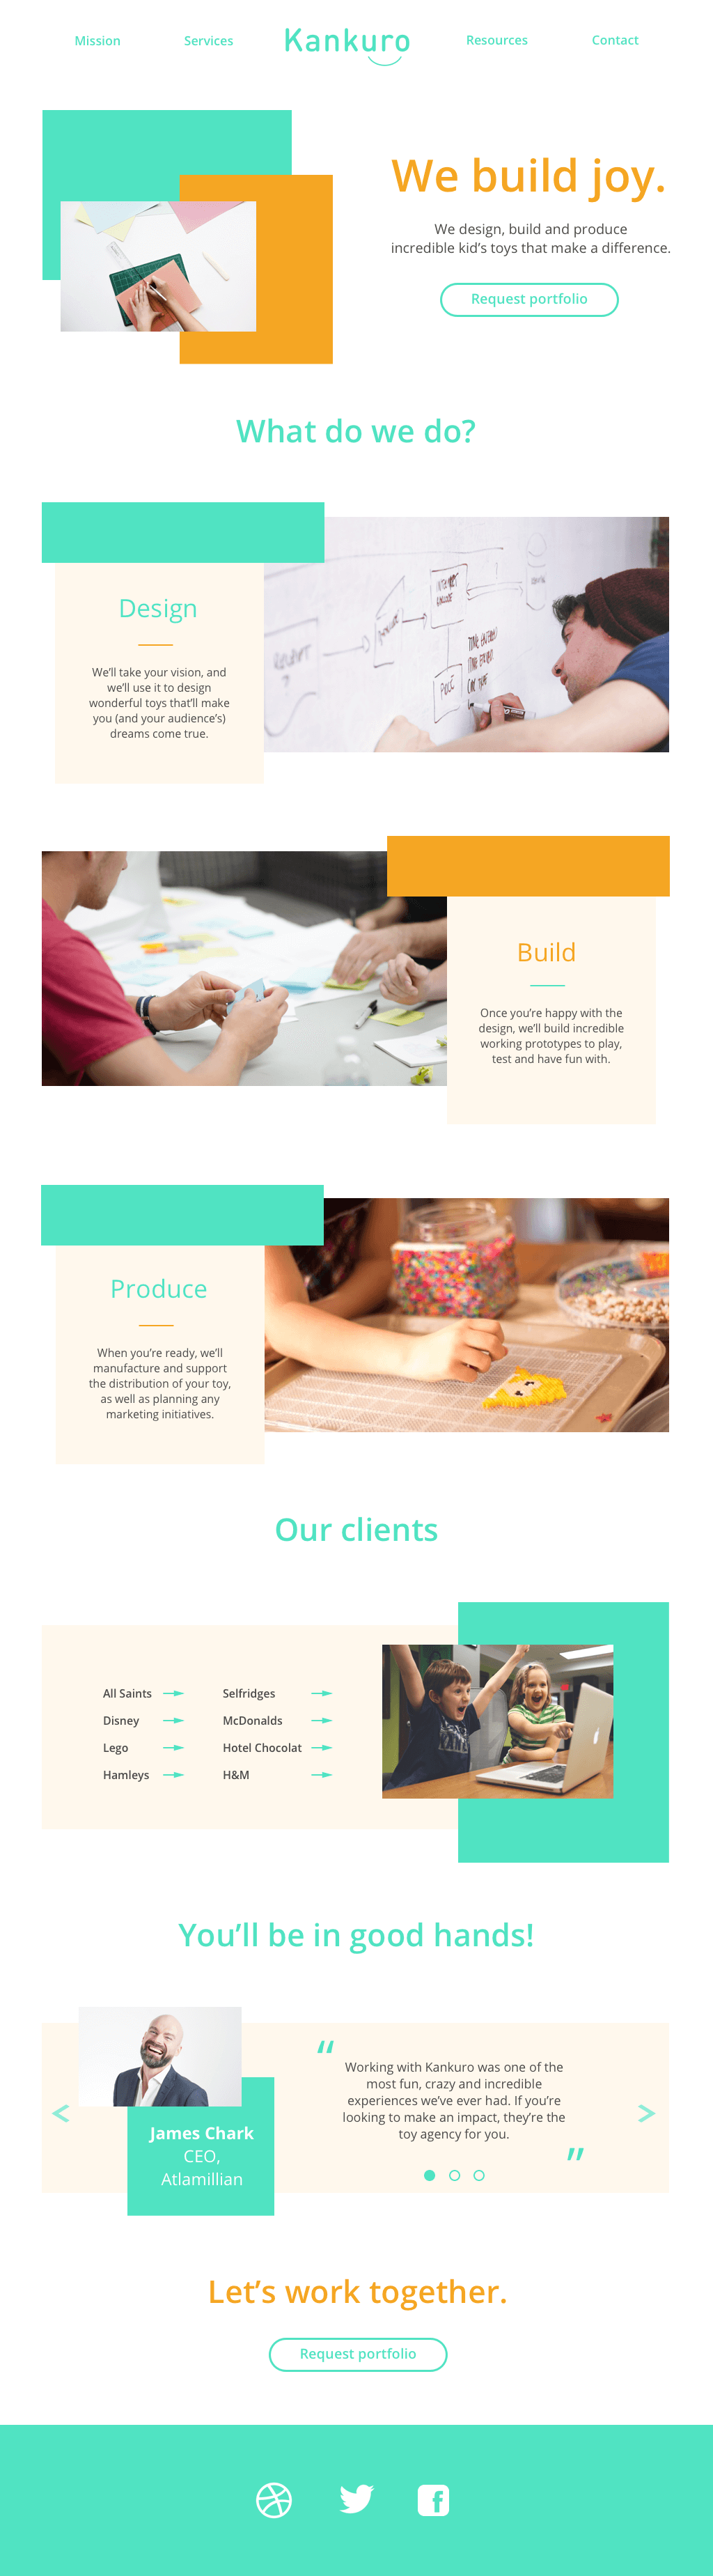 Mission
Services
Kankuro
Resources
Contact
We build joy.
We design, build and produce
incredible kid’s toys that make a difference.
Request portfolio
What do we do?
Design
We’ll take your vision, and
we’ll use it to design
wonderful toys that’ll make
you (and your audience’s)
dreams come true.
Build
Once you’re happy with the
design, we’ll build incredible
working prototypes to play,
test and have fun with.
Produce
When you’re ready, we’ll
manufacture and support
the distribution of your toy,
as well as planning any
marketing initiatives.
Our clients
All Saints
Selfridges
Disney
McDonalds
Lego
Hotel Chocolat
Hamleys
H&M
You’ll be in good hands!
“
Working with Kankuro was one of the
most fun, crazy and incredible
experiences we’ve ever had. If you’re
looking to make an impact, they’re the
toy agency for you.
”
James Chark
CEO,
Atlamillian
Let’s work together.
Request portfolio